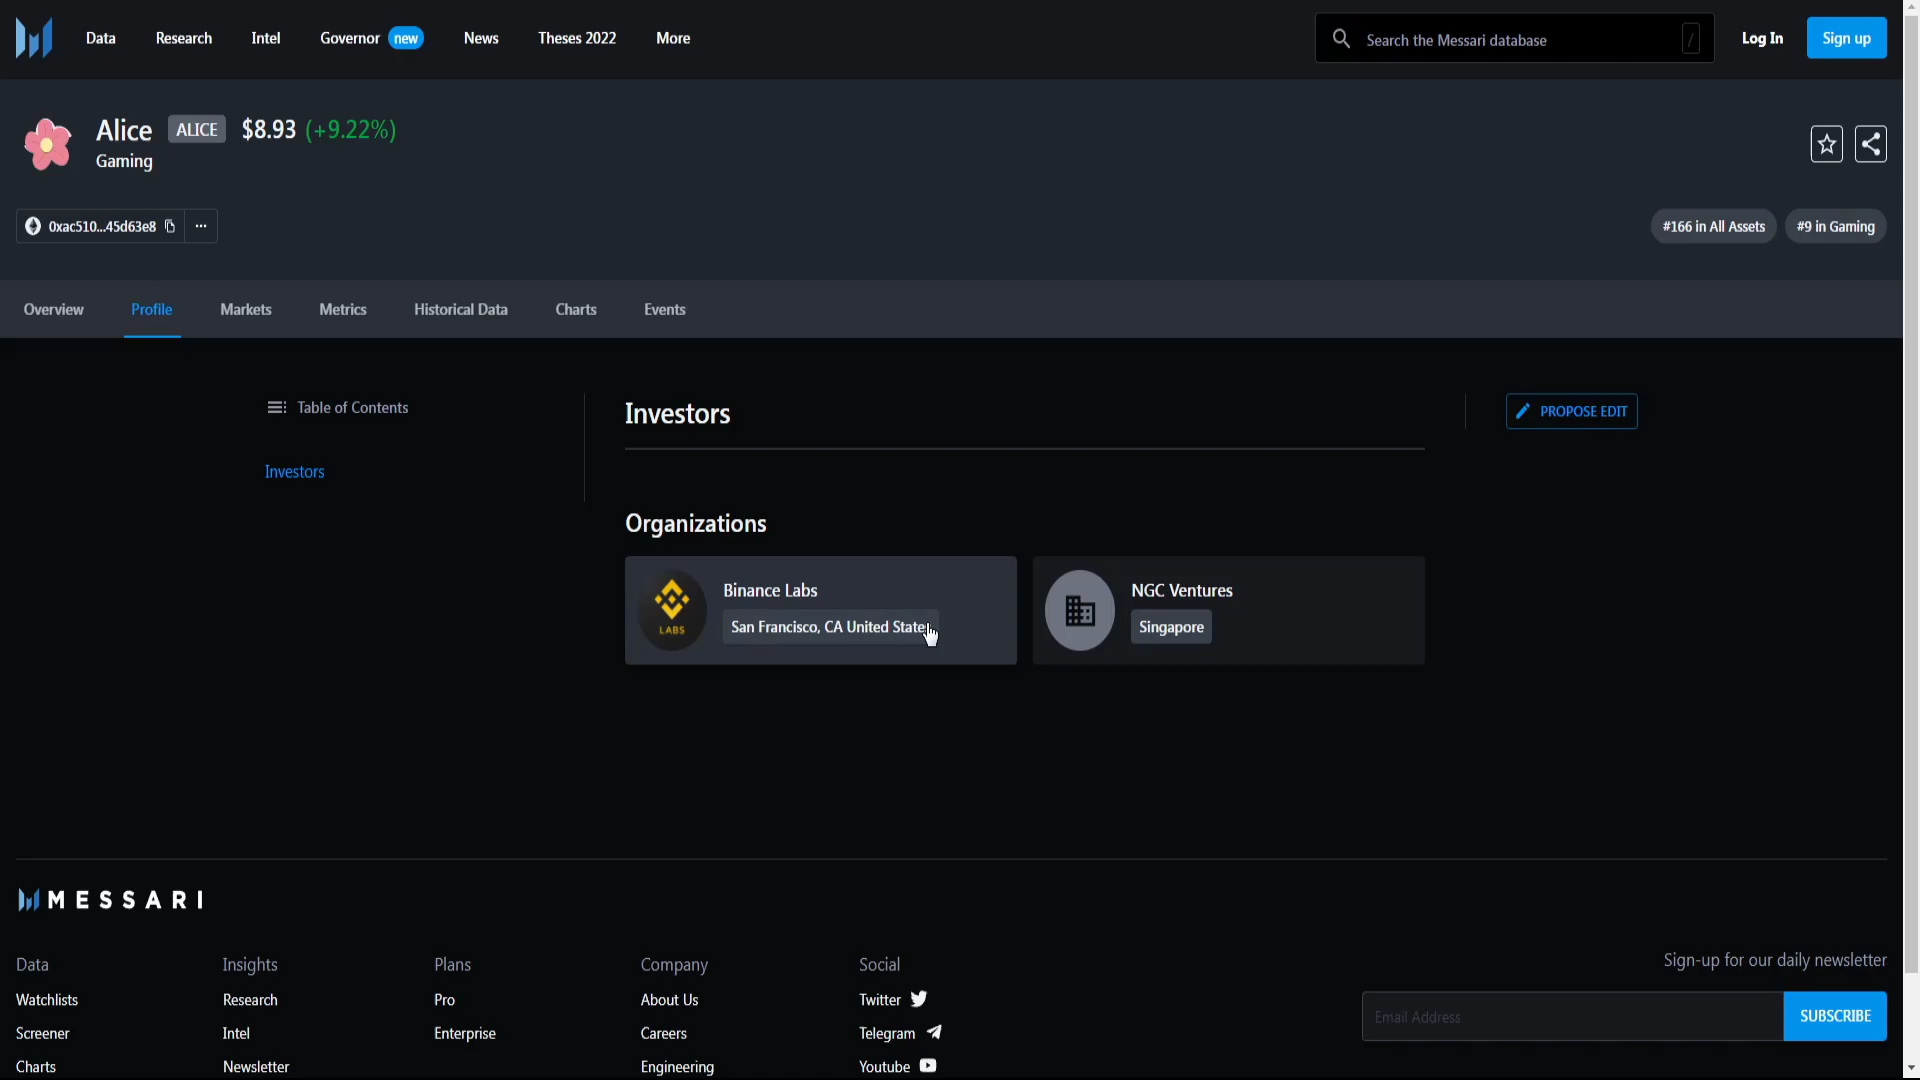 Data Research Intel Governor new News Theses 2022 More Search the Messari database / Log In Sign up
Alice ALICE $8.93 (+9.22%)
Gaming
0xac510...45d63e8 ... #166 in All Assets #9 in Gaming
Overview Profile Markets Metrics Historical Data Charts Events
Table of Contents
Investors
Investors
PROPOSE EDIT
Organizations
Binance Labs
LABS
San Francisco, CA United State
NGC Ventures
Singapore
MESSARI
Data
Watchlists
Screener
Charts
Insights
Research
Intel
Newsletter
Plans
Pro
Enterprise
Company
About Us
Careers
Engineering
Social
Twitter
Telegram
Youtube
Sign-up for our daily newsletter
Email Address SUBSCRIBE